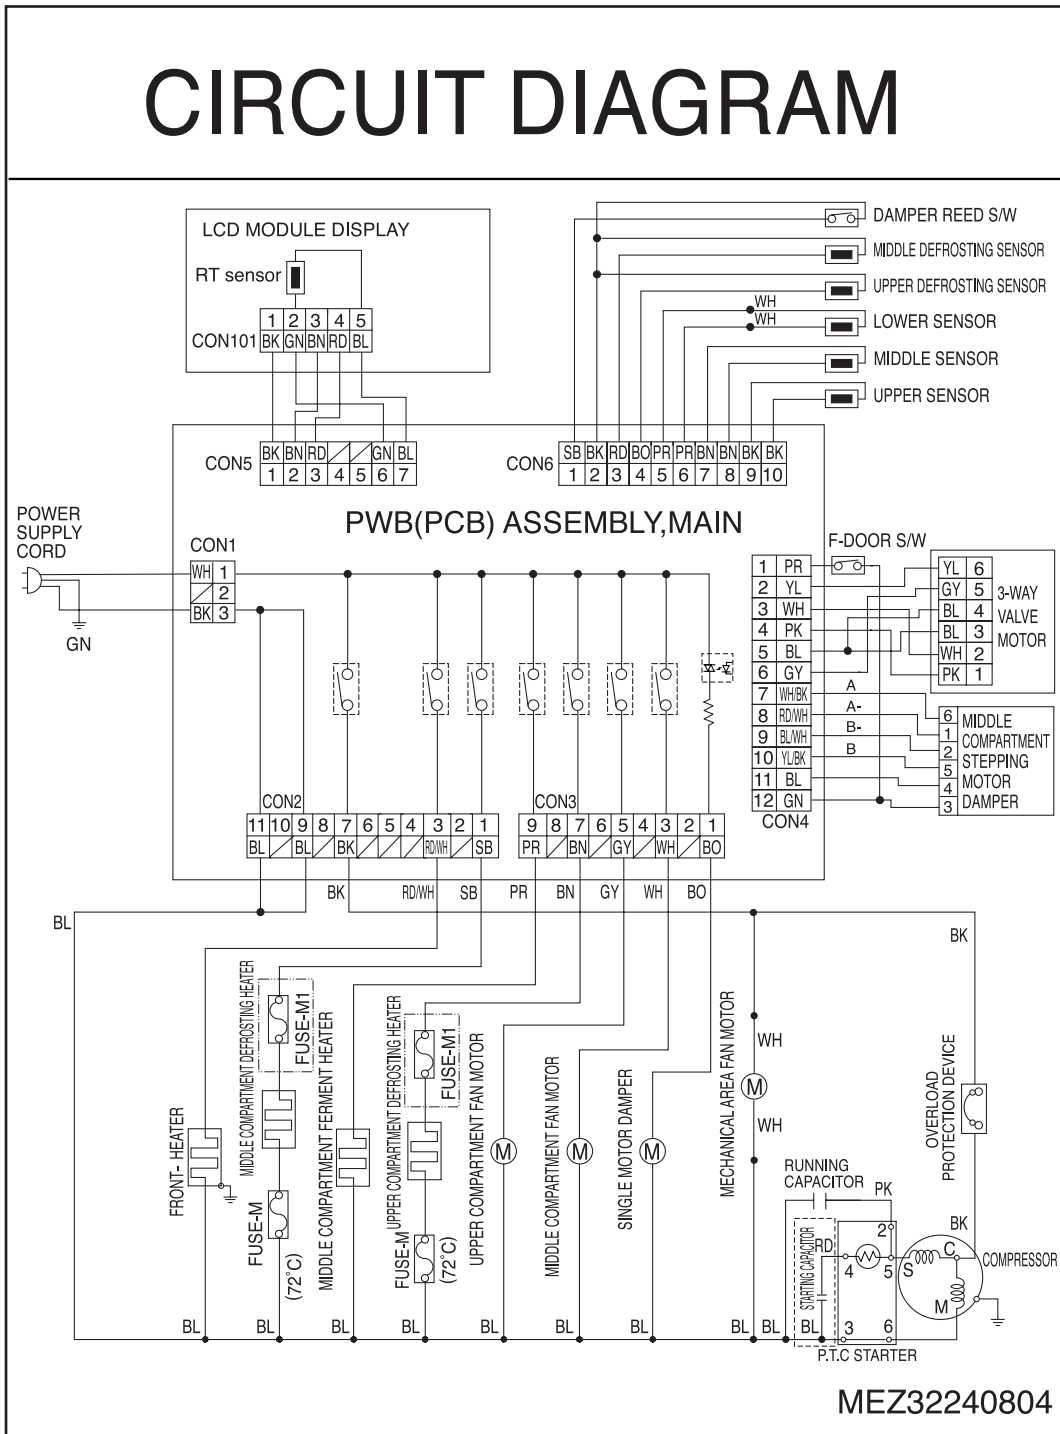 CIRCUIT DIAGRAM
LCD MODULE DISPLAY
RT sensor
1 2 3 4 5
CON101 BK GN BN RD BL
DAMPER REED S/W
MIDDLE DEFROSTING SENSOR
UPPER DEFROSTING SENSOR
WH
WH
LOWER SENSOR
MIDDLE SENSOR
UPPER SENSOR
CON5 BK BN RD GN BL
1 2 3 4 5 6 7
CON6 SB BK RD BO PR PR BN BN BK BK
1 2 3 4 5 6 7 8 9 10
PWB(PCB) ASSEMBLY,MAIN
POWER
SUPPLY
CORD
GN
CON1
WH 1
2
BK 3
F-DOOR S/W
1 PR
2 YL
3 WH
4 PK
5 BL
6 GY
7 WH/BK
8 RD/WH
9 BL/WH
10 YL/BK
11 BL
12 GN
CON4
YL 6
GY 5
BL 4
BL 3
WH 2
PK 1
3-WAY
VALVE
MOTOR
A
A-
B-
B
6
1
2
5
4
3
MIDDLE
COMPARTMENT
STEPPING
MOTOR
DAMPER
CON2
11 10 9 8 7 6 5 4 3 2 1
BL BL BK RD/WH SB
CON3
9 8 7 6 5 4 3 2 1
PR BN GY WH BO
BK RD/WH SB PR BN GY WH BO
BL
BK
FRONT- HEATER
MIDDLE COMPARTMENT DEFROSTING HEATER
FUSE-M1
FUSE-M
(72°C)
MIDDLE COMPARTMENT FERMENT HEATER
UPPER COMPARTMENT DEFROSTING HEATER
FUSE-M1
FUSE-M
(72°C)
UPPER COMPARTMENT FAN MOTOR
M
MIDDLE COMPARTMENT FAN MOTOR
M
SINGLE MOTOR DAMPER
M
MECHANICAL AREA FAN MOTOR
WH
M
WH
OVERLOAD
PROTECTION DEVICE
RUNNING
CAPACITOR
PK
BK
STARTING CAPACITOR
RD
2
4 5
S C
M
COMPRESSOR
BL BL BL BL BL BL BL BL BL BL
3 6
P.T.C STARTER
MEZ32240804